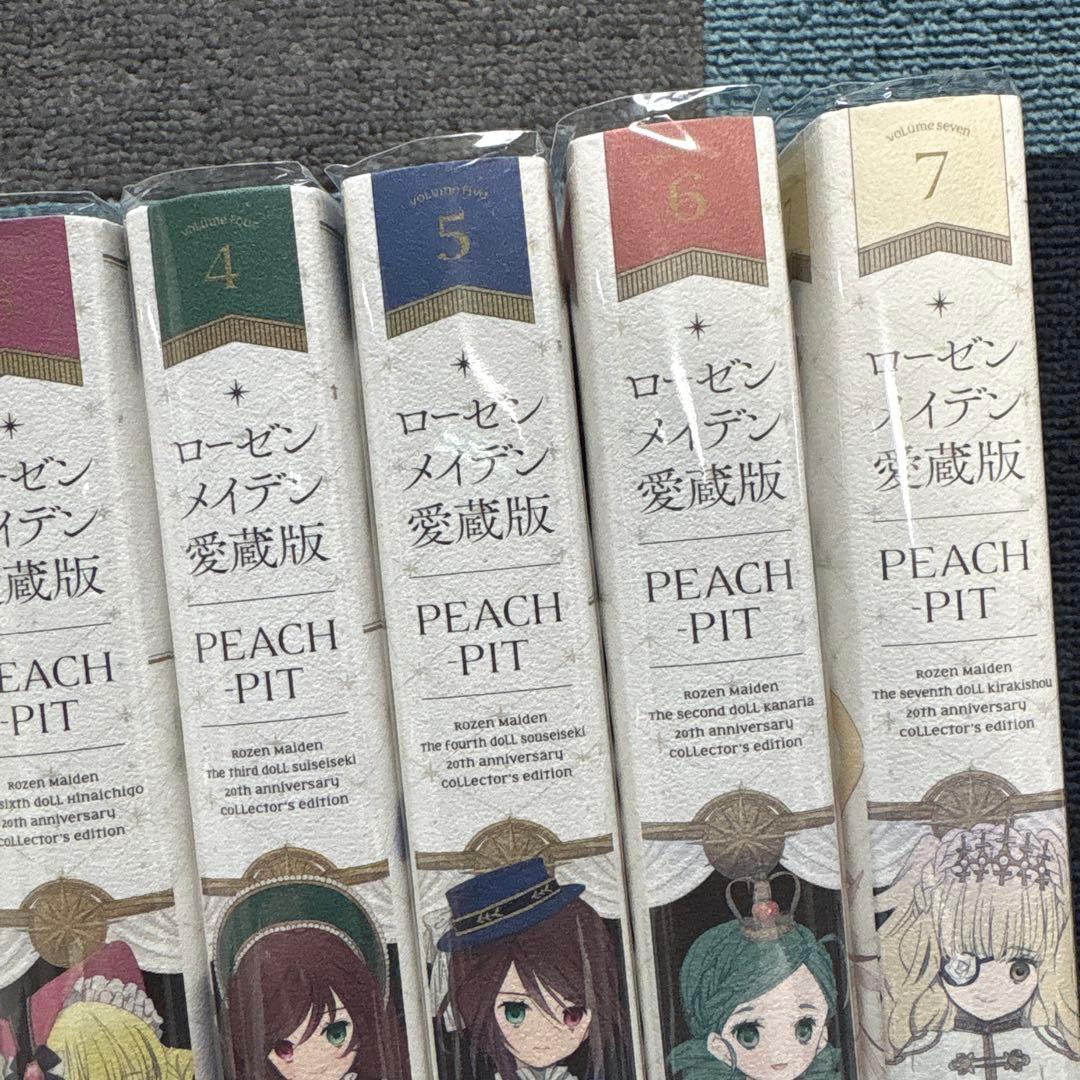 ーゼン
イデン
蔵版
EACH
-PIT
Rozen Maiden
sixth doll Hinaichigo
20th anniversary
collector's edition
volume four
4
ローゼン
メイデン
愛蔵版
PEACH
-PIT
Rozen Maiden
The third doll Suiseiseki
20th anniversary
collector's edition
volume five
5
ローゼン
メイデン
愛蔵版
PEACH
-PIT
Rozen Maiden
The fourth doll Souseiseki
20th anniversary
collector's edition
6
ローゼン
メイデン
愛蔵版
PEACH
-PIT
Rozen Maiden
The second doll Kanaria
20th anniversary
collector's edition
volume seven
7
ローゼン
メイデン
愛蔵版
PEACH
-PIT
Rozen Maiden
The seventh doll Kirakishou
20th anniversary
collector's edition